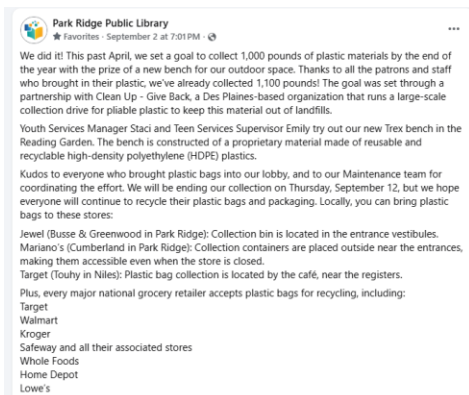 Park Ridge Public Library
Favorites · September 2 at 7:01 PM ·
We did it! This past April, we set a goal to collect 1,000 pounds of plastic materials by the end of
the year with the prize of a new bench for our outdoor space. Thanks to all the patrons and staff
who brought in their plastic, we've already collected 1,100 pounds! The goal was set through a
partnership with Clean Up - Give Back, a Des Plaines-based organization that runs a large-scale
collection drive for pliable plastic to keep this material out of landfills.
Youth Services Manager Staci and Teen Services Supervisor Emily try out our new Trex bench in the
Reading Garden. The bench is constructed of a proprietary material made of reusable and
recyclable high-density polyethylene (HDPE) plastics.
Kudos to everyone who brought plastic bags into our lobby, and to our Maintenance team for
coordinating the effort. We will be ending our collection on Thursday, September 12, but we hope
everyone will continue to recycle their plastic bags and packaging. Locally, you can bring plastic
bags to these stores:
Jewel (Busse & Greenwood in Park Ridge): Collection bin is located in the entrance vestibules.
Mariano's (Cumberland in Park Ridge): Collection containers are placed outside near the entrances,
making them accessible even when the store is closed.
Target (Touhy in Niles): Plastic bag collection is located by the café, near the registers.
Plus, every major national grocery retailer accepts plastic bags for recycling, including:
Target
Walmart
Kroger
Safeway and all their associated stores
Whole Foods
Home Depot
Lowe's